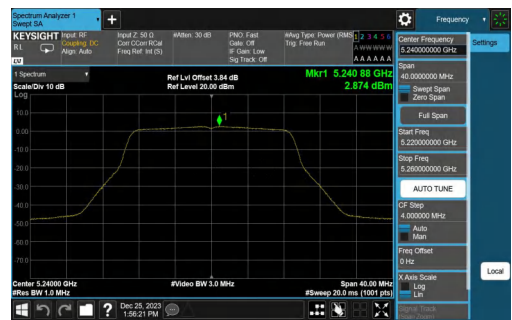 Spectrum Analyzer 1
Swept SA
Frequency
KEYSIGHT
RL
LV
Input: RF
Coupling: DC
Align: Auto
Input Z: 50 Ω
Corr CCorr RCal
Freq Ref: Int (S)
#Atten: 30 dB
PNO: Fast
Gate: Off
IF Gain: Low
Sig Track: Off
#Avg Type: Power (RMS)
Trig: Free Run
1 2 3 4 5 6
A W W W W W
A A A A A A
1 Spectrum
Scale/Div 10 dB
Log
Ref Lvl Offset 3.84 dB
Ref Level 20.00 dBm
Mkr1 5.240 88 GHz
2.874 dBm
1
10.0
0.00
-10.0
-20.0
-30.0
-40.0
-50.0
-60.0
-70.0
Center 5.24000 GHz
#Res BW 1.0 MHz
#Video BW 3.0 MHz
Span 40.00 MHz
#Sweep 20.0 ms (1001 pts)
Center Frequency
5.240000000 GHz
Span
40.0000000 MHz
Swept Span
Zero Span
Full Span
Start Freq
5.220000000 GHz
Stop Freq
5.260000000 GHz
AUTO TUNE
CF Step
4.000000 MHz
Auto
Man
Freq Offset
0 Hz
X Axis Scale
Log
Lin
Signal Track
Settings
Local
?
Dec 25, 2023
1:56:21 PM